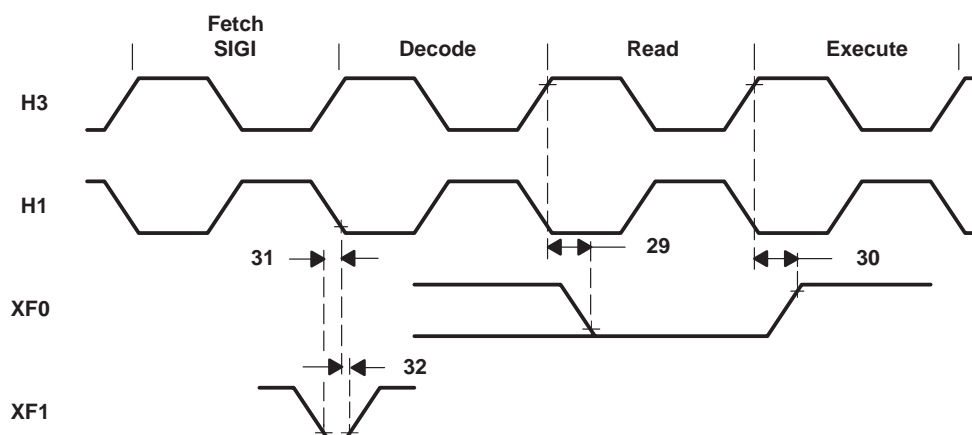 Fetch
SIGI
Decode
Read
Execute
H3
H1
31
29
30
XF0
32
XF1